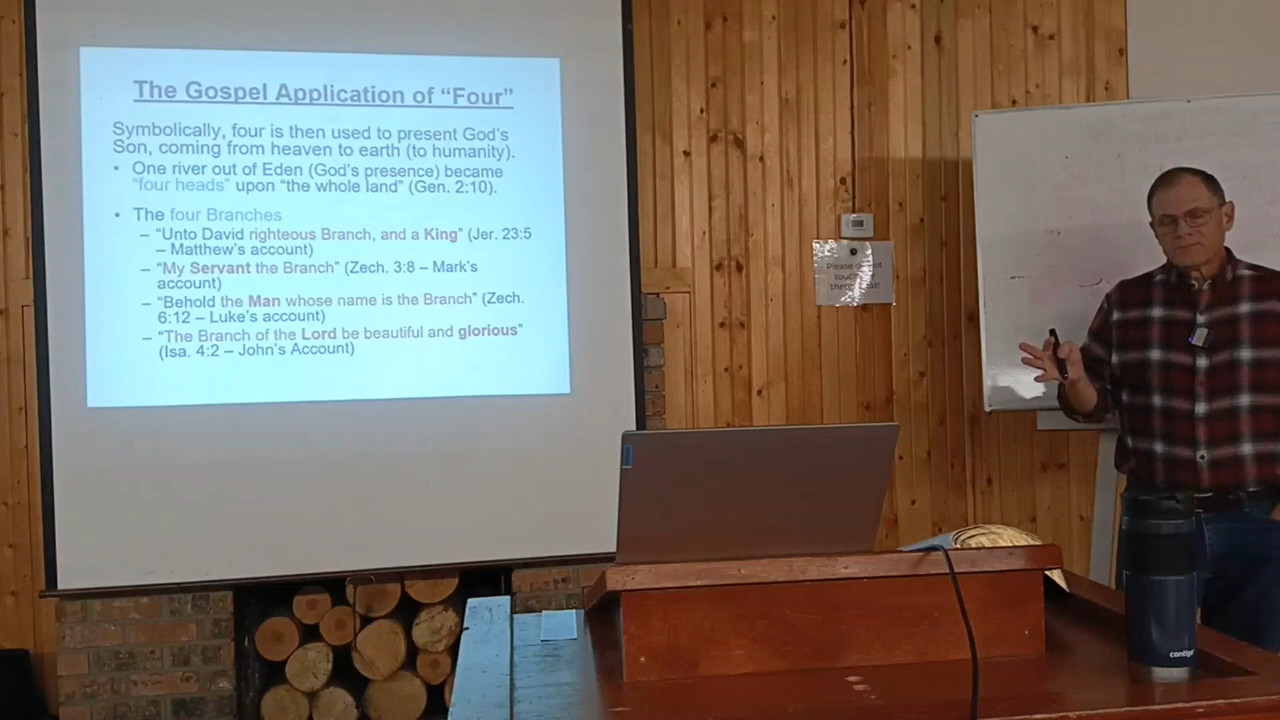 The Gospel Application of “Four”
Symbolically, four is then used to present God’s
Son, coming from heaven to earth (to humanity).
• One river out of Eden (God’s presence) became
“four heads” upon “the whole land” (Gen. 2:10).
• The four Branches
– “Unto David righteous Branch, and a King” (Jer. 23:5
– Matthew’s account)
– “My Servant the Branch” (Zech. 3:8 – Mark’s
account)
– “Behold the Man whose name is the Branch” (Zech.
6:12 – Luke’s account)
– “The Branch of the Lord be beautiful and glorious”
(Isa. 4:2 – John’s Account)
Please
touch
contigo